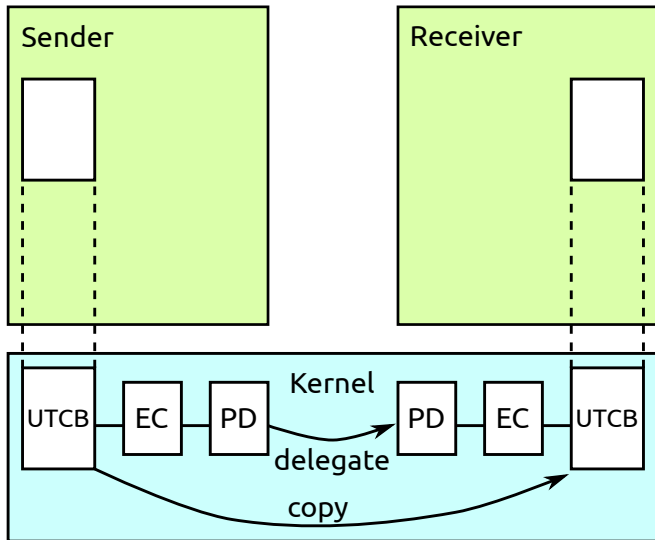 Sender
Receiver
Kernel
UTCB
EC
PD
PD
EC
UTCB
delegate
copy